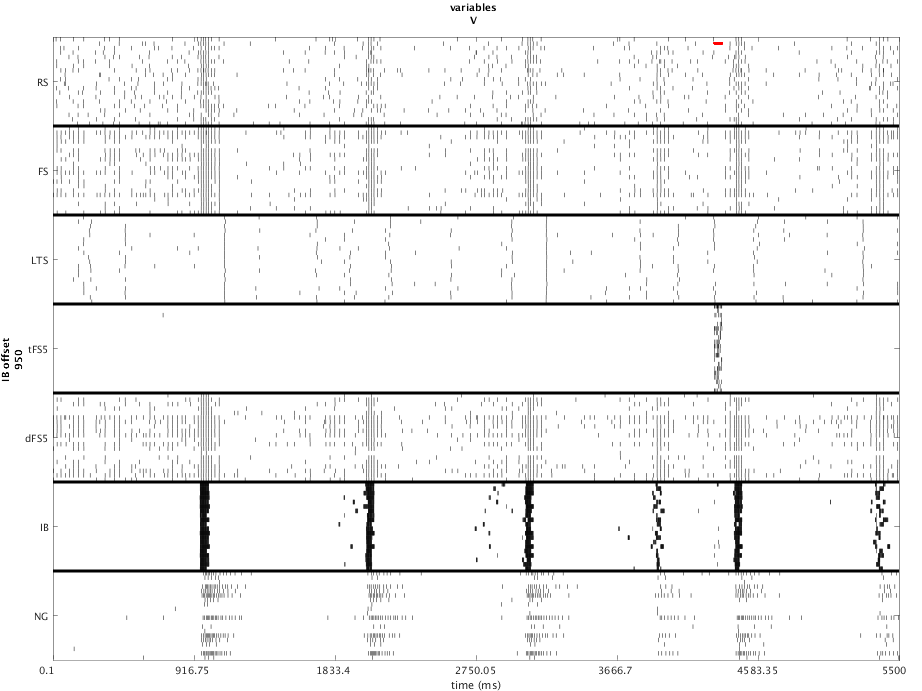 variables
V
RS
FS
LTS
tFS5
dFS5
IB
NG
IB offset
950
0.1 916.75 1833.4 2750.05 3666.7 4583.35 5500
time (ms)